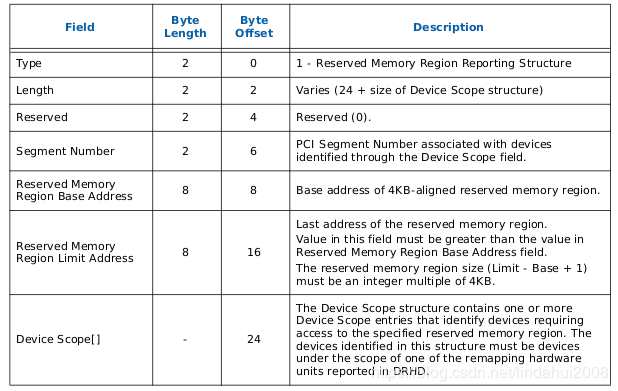 Field
Byte
Length
Byte
Offset
Description
Type
2
0
1 - Reserved Memory Region Reporting Structure
Length
2
2
Varies (24 + size of Device Scope structure)
Reserved
2
4
Reserved (0).
Segment Number
2
6
PCI Segment Number associated with devices
identified through the Device Scope field.
Reserved Memory
Region Base Address
8
8
Base address of 4KB-aligned reserved memory region.
Reserved Memory
Region Limit Address
8
16
Last address of the reserved memory region.
Value in this field must be greater than the value in
Reserved Memory Region Base Address field.
The reserved memory region size (Limit - Base + 1)
must be an integer multiple of 4KB.
Device Scope[]
-
24
The Device Scope structure contains one or more
Device Scope entries that identify devices requiring
access to the specified reserved memory region. The
devices identified in this structure must be devices
under the scope of one of the remapping hardware
units reported in DRHD.
https://blog.csdn.net/lindahui2008